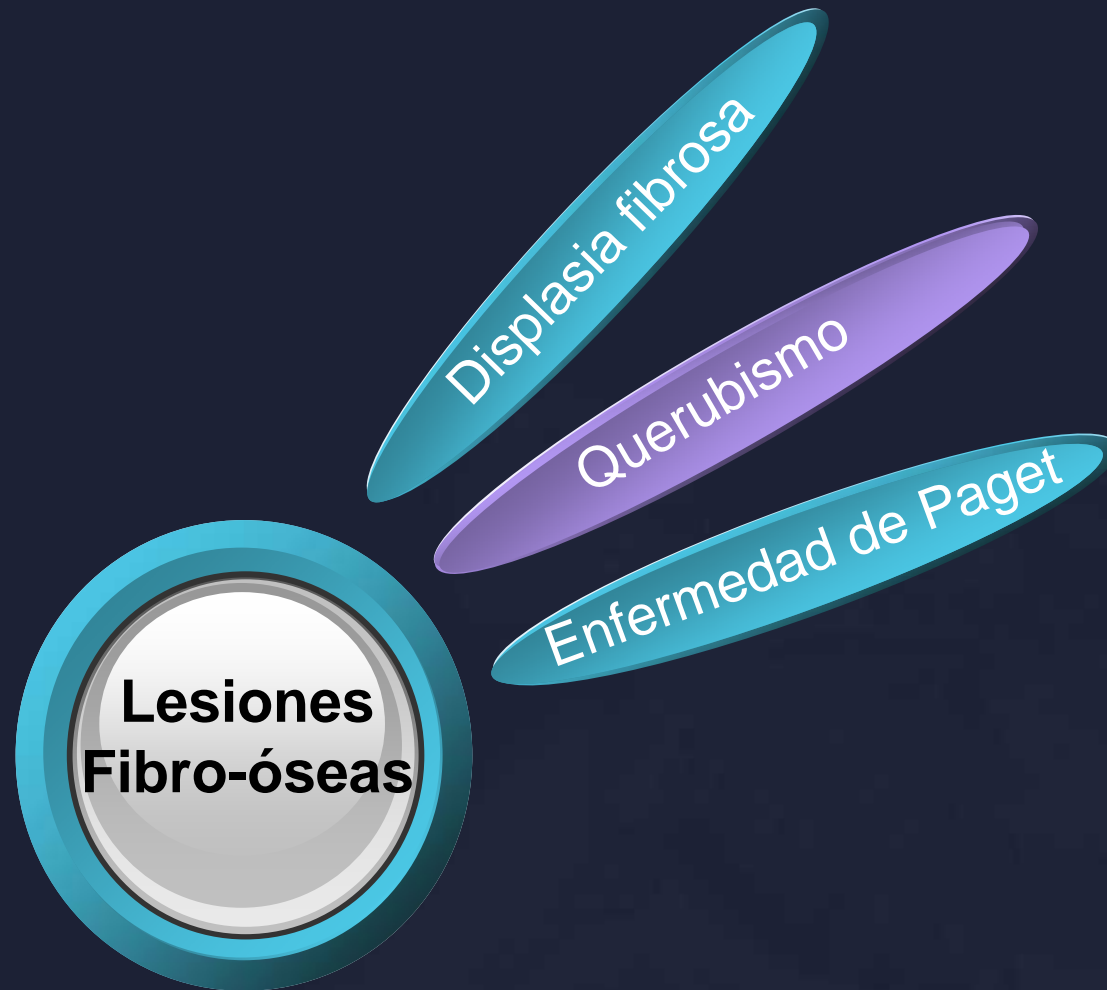 Displasia fibrosa
Querubismo
Enfermedad de Paget
Lesiones
Fibro-óseas